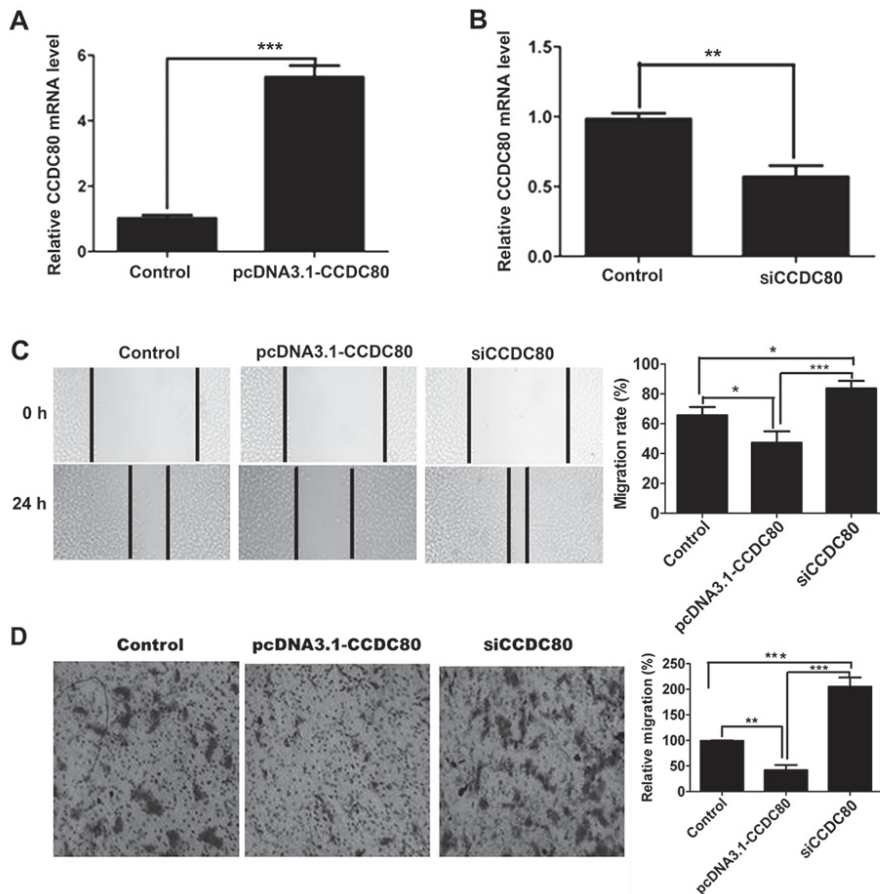 A
Relative CCDC80 mRNA level
6
4
2
0
***
Control
pcDNA3.1-CCDC80
B
Relative CCDC80 mRNA level
1.5
1.0
0.5
0.0
**
Control
siCCDC80
C
Control
pcDNA3.1-CCDC80
siCCDC80
0 h
24 h
Migration rate (%)
100
80
60
40
20
0
*
*
***
Control
pcDNA3.1-CCDC80
siCCDC80
D
Control
pcDNA3.1-CCDC80
siCCDC80
Relative migration (%)
250
200
150
100
50
0
***
***
**
Control
pcDNA3.1-CCDC80
siCCDC80